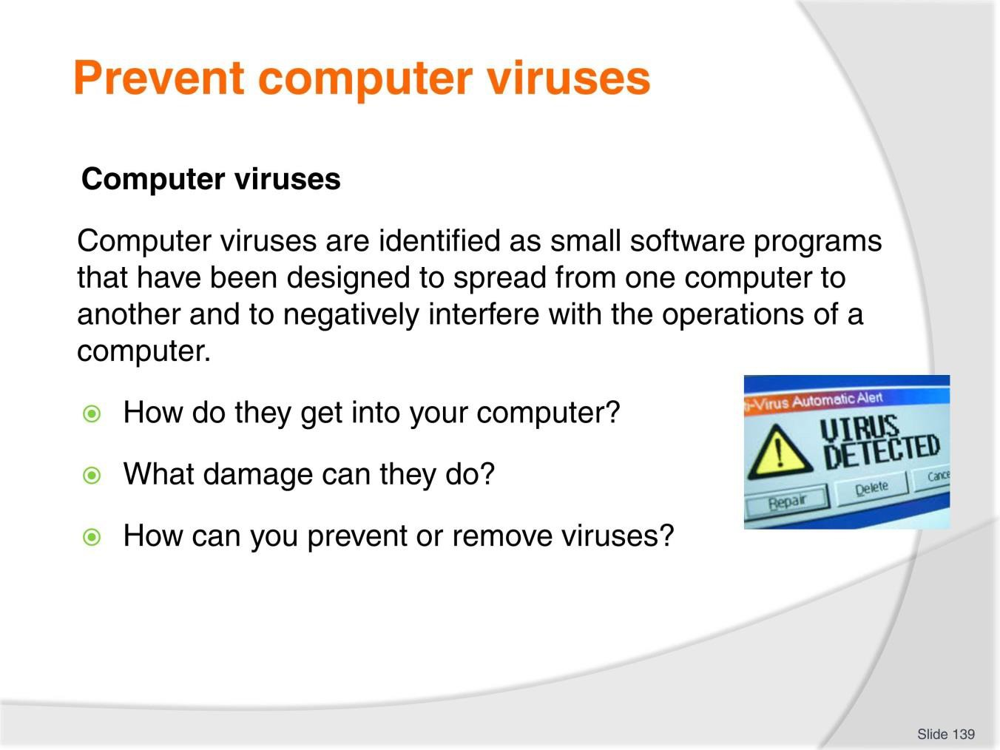 Prevent computer viruses
Computer viruses
Computer viruses are identified as small software programs
that have been designed to spread from one computer to
another and to negatively interfere with the operations of a
computer.
How do they get into your computer?
What damage can they do?
How can you prevent or remove viruses?
i-Virus Automatic Alert
VIRUS
DETECTED
Repair
Delete
Cance
Slide 139